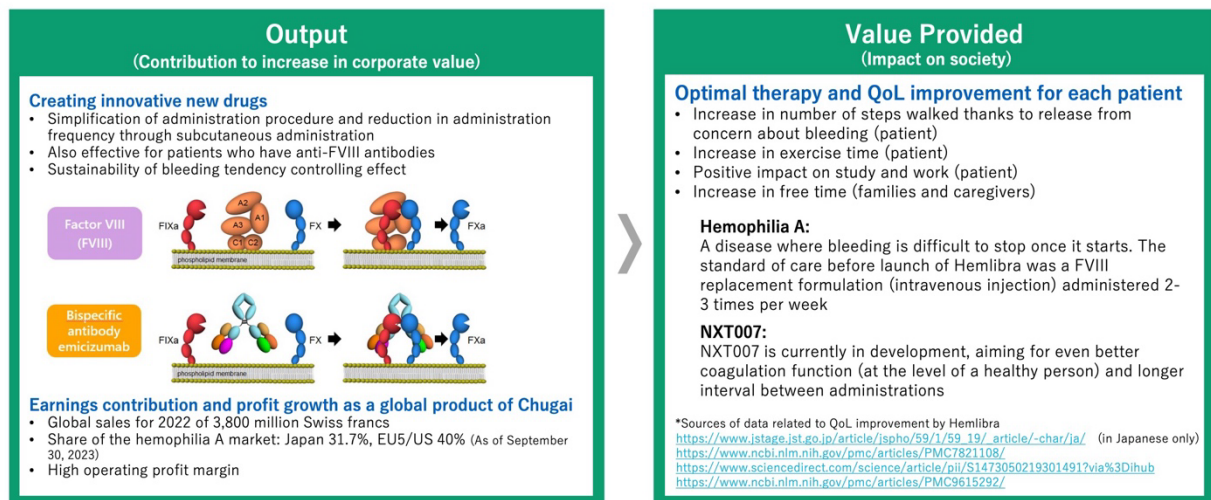 Output
(Contribution to increase in corporate value)
Creating innovative new drugs
• Simplification of administration procedure and reduction in administration
frequency through subcutaneous administration
• Also effective for patients who have anti-FVIII antibodies
• Sustainability of bleeding tendency controlling effect
Factor VIII
(FVIII)
FIXa
A2
A1
A3
C1
C2
FX
FXa
phospholipid membrane
Bispecific
antibody
emicizumab
FIXa
FX
FXa
phospholipid membrane
Earnings contribution and profit growth as a global product of Chugai
• Global sales for 2022 of 3,800 million Swiss francs
• Share of the hemophilia A market: Japan 31.7%, EU5/US 40% (As of September
30, 2023)
• High operating profit margin
Value Provided
(Impact on society)
Optimal therapy and QoL improvement for each patient
• Increase in number of steps walked thanks to release from
concern about bleeding (patient)
• Increase in exercise time (patient)
• Positive impact on study and work (patient)
• Increase in free time (families and caregivers)
Hemophilia A:
A disease where bleeding is difficult to stop once it starts. The
standard of care before launch of Hemlibra was a FVIII
replacement formulation (intravenous injection) administered 2-
3 times per week
NXT007:
NXT007 is currently in development, aiming for even better
coagulation function (at the level of a healthy person) and longer
interval between administrations
*Sources of data related to QoL improvement by Hemlibra
https://www.jstage.jst.go.jp/article/jspho/59/1/59_19/_article/-char/ja/ (in Japanese only)
https://www.ncbi.nlm.nih.gov/pmc/articles/PMC7821108/
https://www.sciencedirect.com/science/article/pii/S1473050219301491?via%3Dihub
https://www.ncbi.nlm.nih.gov/pmc/articles/PMC9615292/